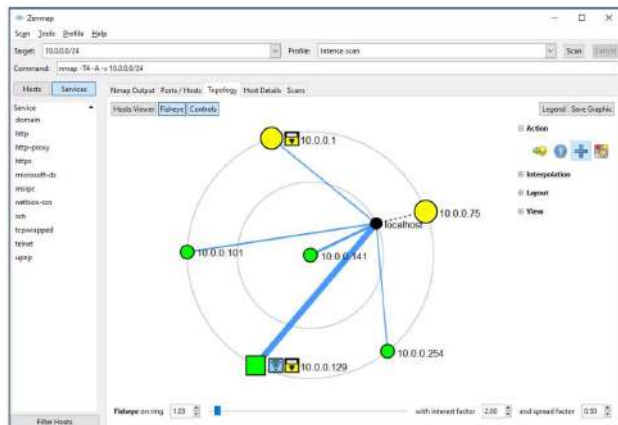 Zenmap
Scan Tools Profile Help
Target: 10.0.0.0/24 Profile: Intense scan Scan Cancel
Command: nmap -T4 -A -v 10.0.0.0/24
Hosts Services Nmap Output Ports / Hosts Topology Host Details Scans
Service
Hosts Viewer Fisheye Controls Legend Save Graphic
domain
http
http-proxy
https
microsoft-ds
msrpc
netbios-ssn
ssh
tcpwrapped
telnet
upnp
Action
Interpolation
Layout
View
10.0.0.1
10.0.0.75
localhost
10.0.0.101
10.0.0.141
10.0.0.254
10.0.0.129
Fisheye on ring 1.00 with interest factor 2.00 and spread factor 0.50
Filter Hosts